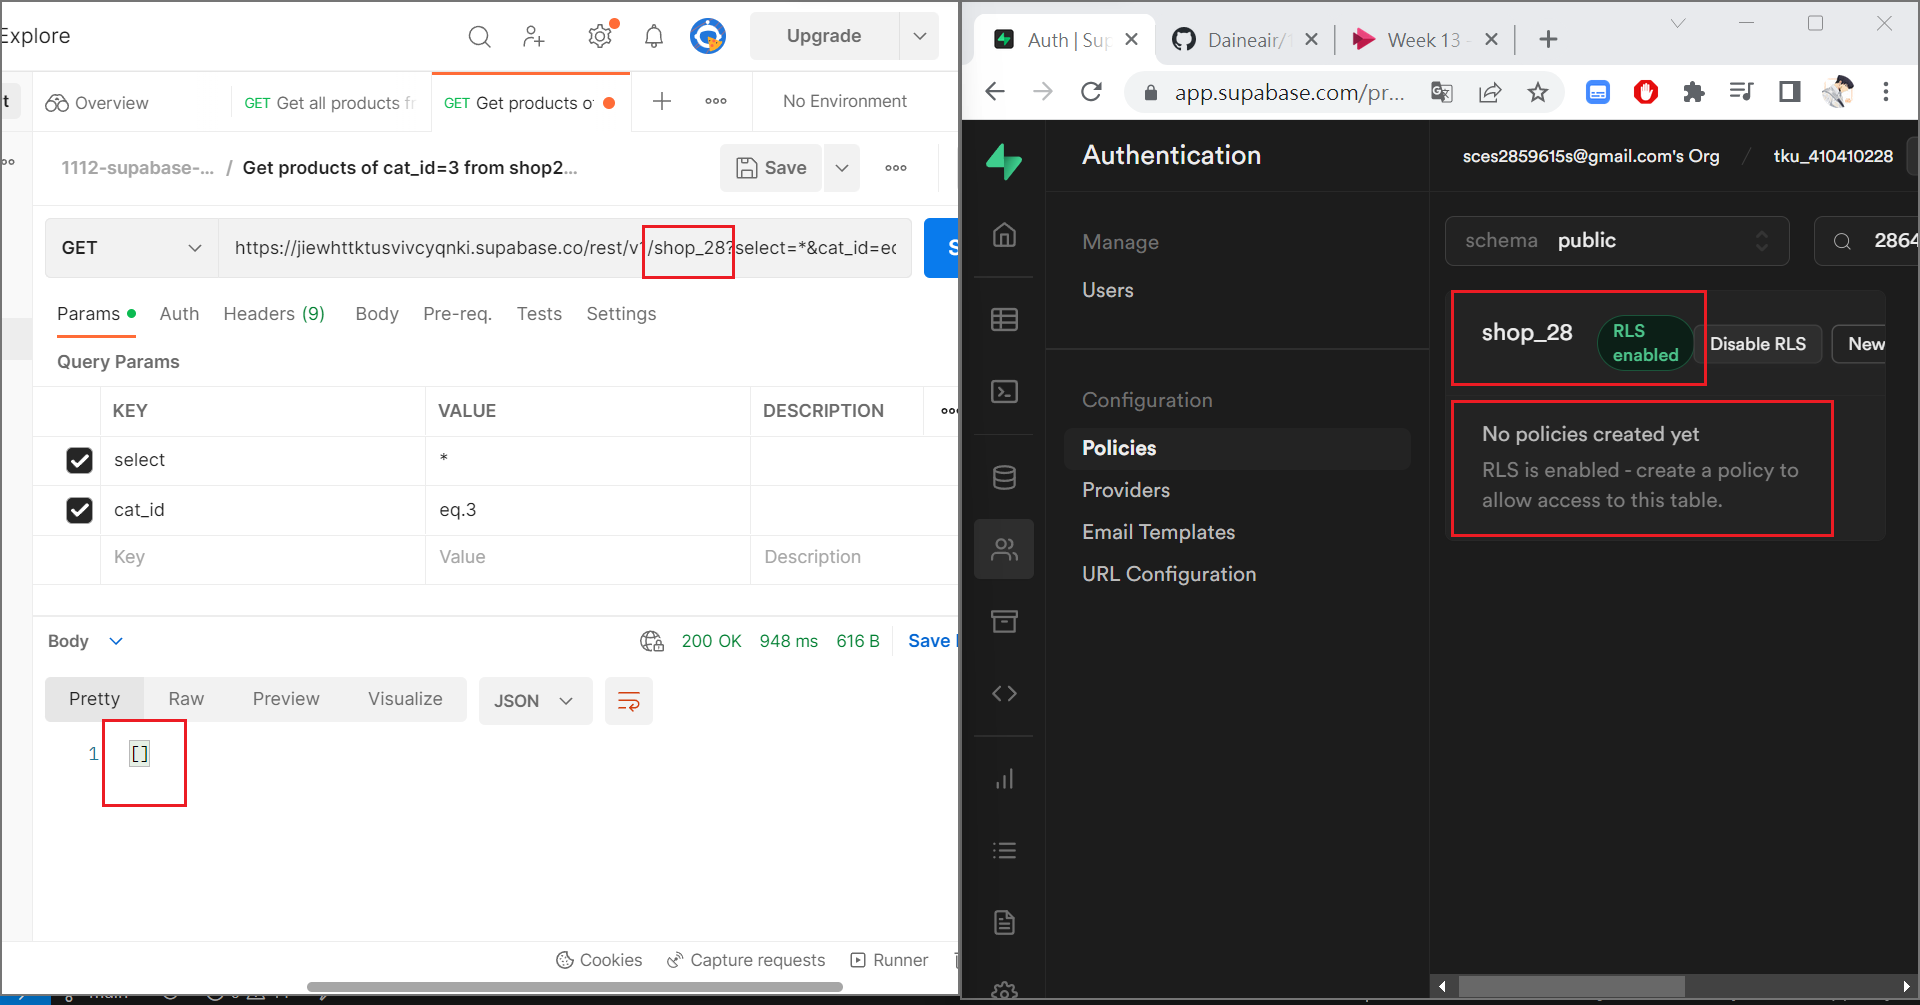 Explore
Upgrade
t
Overview
GET Get all products fr
GET Get products o
No Environment
1112-supabase-... / Get products of cat_id=3 from shop2...
Save
GET
https://jiewhttktusvivcyqnki.supabase.co/rest/v1/shop_28?select=*&cat_id=eq
S
Params
Auth
Headers (9)
Body
Pre-req.
Tests
Settings
Query Params
KEY
VALUE
DESCRIPTION
select
*
cat_id
eq.3
Key
Value
Description
Body
200 OK
948 ms
616 B
Save
Pretty
Raw
Preview
Visualize
JSON
1
[]
Cookies
Capture requests
Runner
main
Auth | Sup
Daineair/1
Week 13 -
app.supabase.com/pr...
Authentication
sces2859615s@gmail.com's Org / tku_410410228
Manage
Users
Configuration
Policies
Providers
Email Templates
URL Configuration
schema public
2864
shop_28
RLS
enabled
Disable RLS
New
No policies created yet
RLS is enabled - create a policy to
allow access to this table.